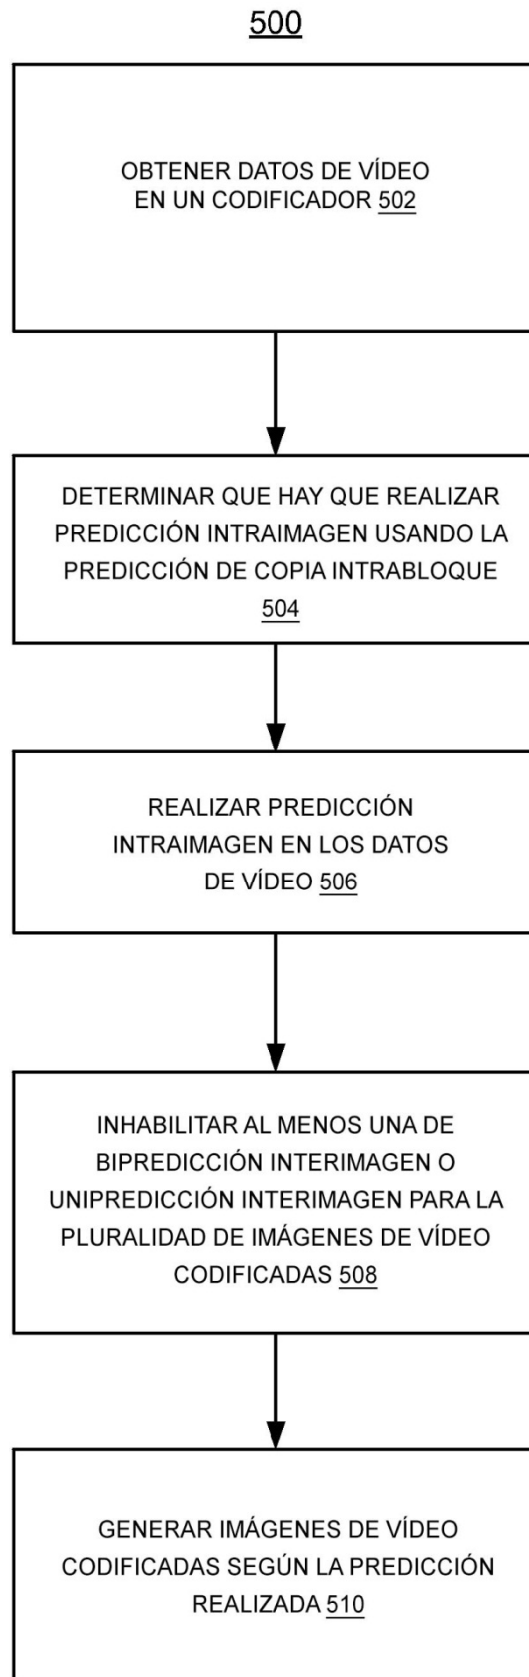 500
OBTENER DATOS DE VÍDEO
EN UN CODIFICADOR 502
DETERMINAR QUE HAY QUE REALIZAR
PREDICCIÓN INTRAIMAGEN USANDO LA
PREDICCIÓN DE COPIA INTRABLOQUE
504
REALIZAR PREDICCIÓN
INTRAIMAGEN EN LOS DATOS
DE VÍDEO 506
INHABILITAR AL MENOS UNA DE
BIPREDICCIÓN INTERIMAGEN O
UNIPREDICCIÓN INTERIMAGEN PARA LA
PLURALIDAD DE IMÁGENES DE VÍDEO
CODIFICADAS 508
GENERAR IMÁGENES DE VÍDEO
CODIFICADAS SEGÚN LA PREDICCIÓN
REALIZADA 510